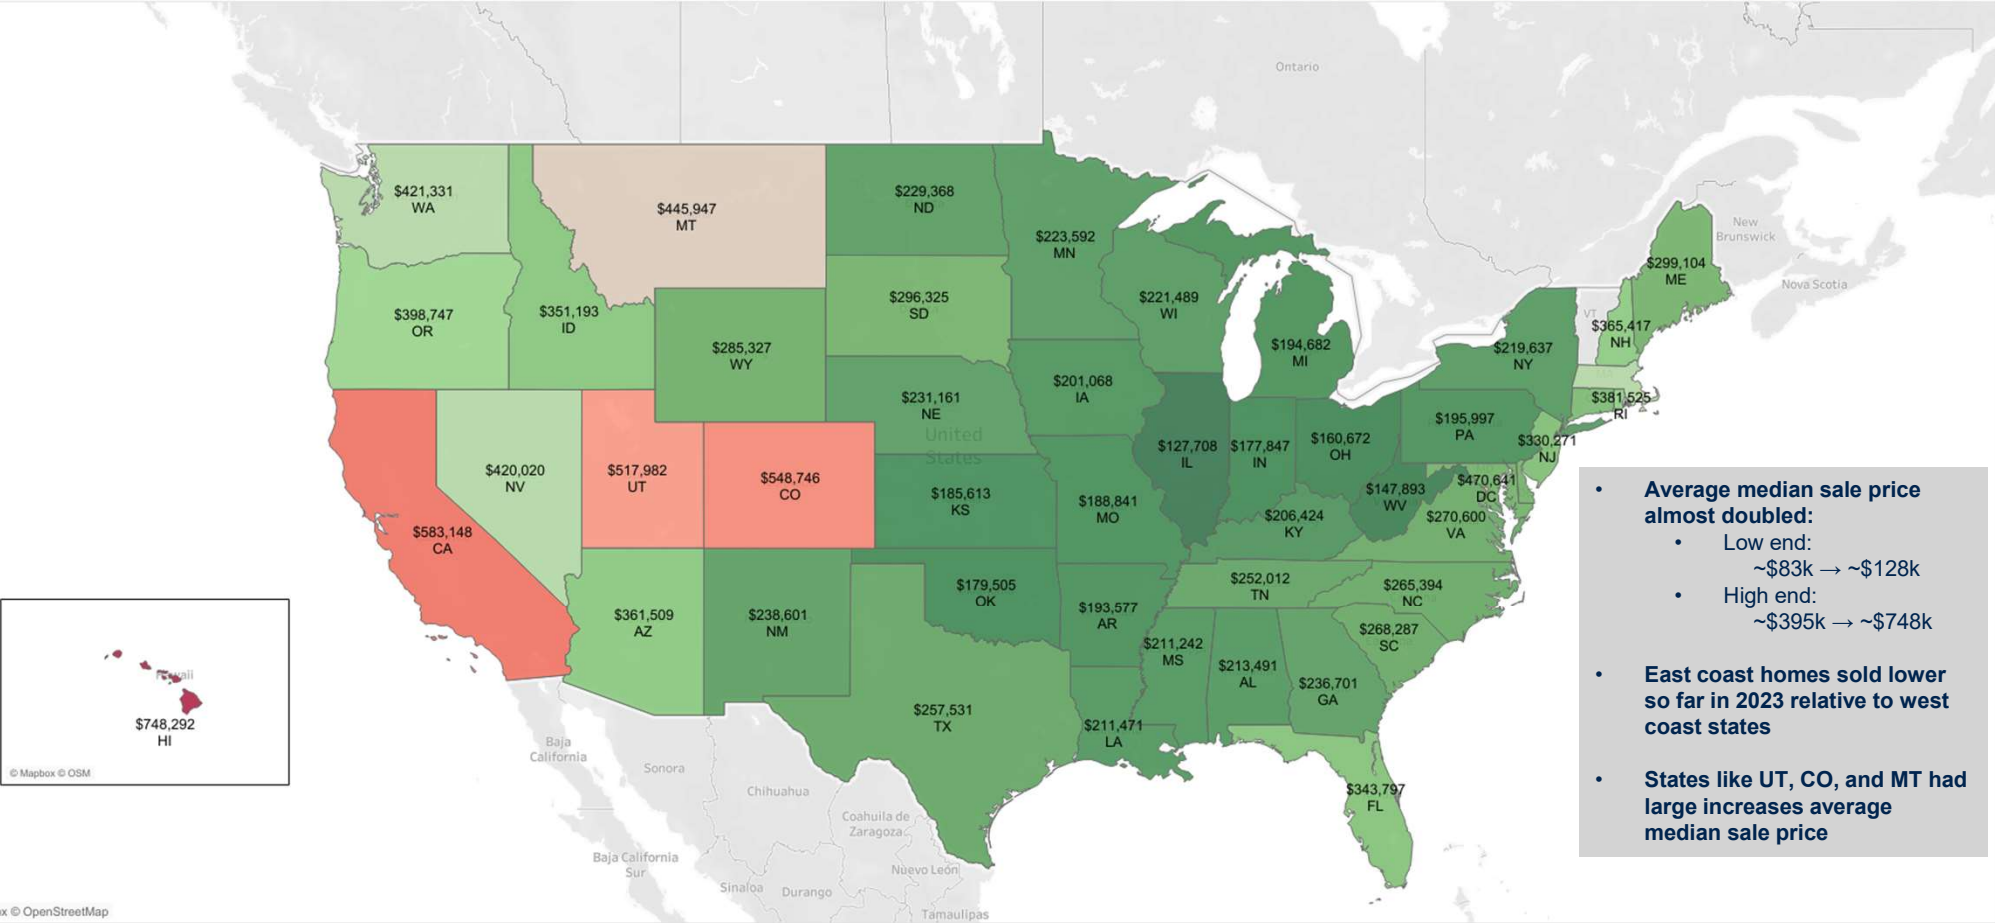 Ontario
New
Brunswick
Nova Scotia
$421,331
WA
$445,947
MT
$229,368
ND
$223,592
MN
$299,104
ME
$398,747
OR
$351,193
ID
$296,325
SD
$221,489
WI
VT
$365,417
NH
$285,327
WY
$194,682
MI
$219,637
NY
$231,161
NE
United
States
$201,068
IA
MA
$381,525
RI
$195,997
PA
$330,271
NJ
$420,020
NV
$517,982
UT
$548,746
CO
$185,613
KS
$188,841
MO
$127,708
IL
$177,847
IN
$160,672
OH
$147,893
WV
$470,641
DC
$583,148
CA
$206,424
KY
$270,600
VA
$361,509
AZ
$238,601
NM
$179,505
OK
$193,577
AR
$252,012
TN
$265,394
NC
$268,287
SC
$211,242
MS
$213,491
AL
$236,701
GA
$257,531
TX
$211,471
LA
$343,797
FL
Hawaii
$748,292
HI
© Mapbox © OSM
Baja
California
Sonora
Chihuahua
Coahuila de
Zaragoza
Baja California
Sur
Sinaloa
Durango
Nuevo León
Tamaulipas
x © OpenStreetMap
• Average median sale price
almost doubled:
• Low end:
~$83k → ~$128k
• High end:
~$395k → ~$748k
• East coast homes sold lower
so far in 2023 relative to west
coast states
• States like UT, CO, and MT had
large increases average
median sale price